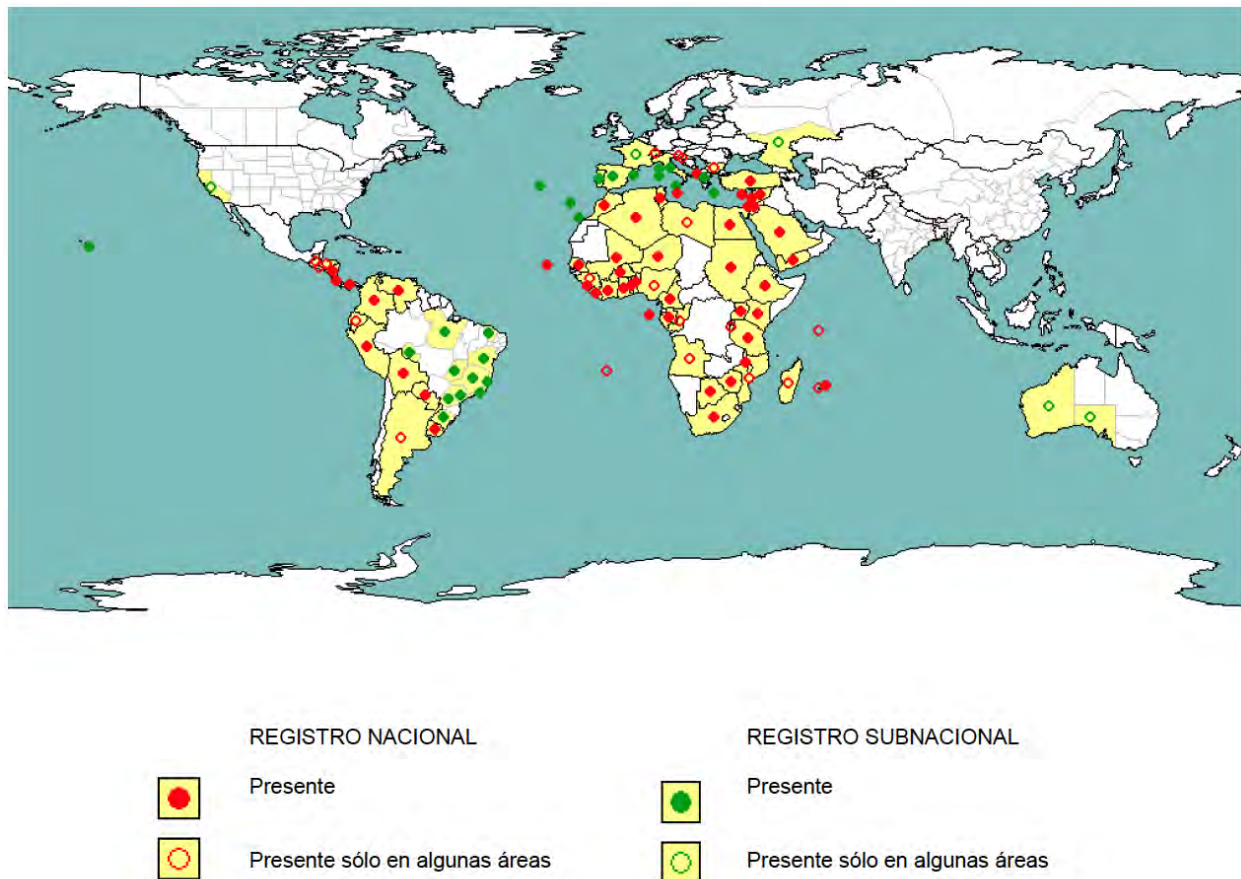 REGISTRO NACIONAL
REGISTRO SUBNACIONAL
Presente
Presente
Presente sólo en algunas áreas
Presente sólo en algunas áreas